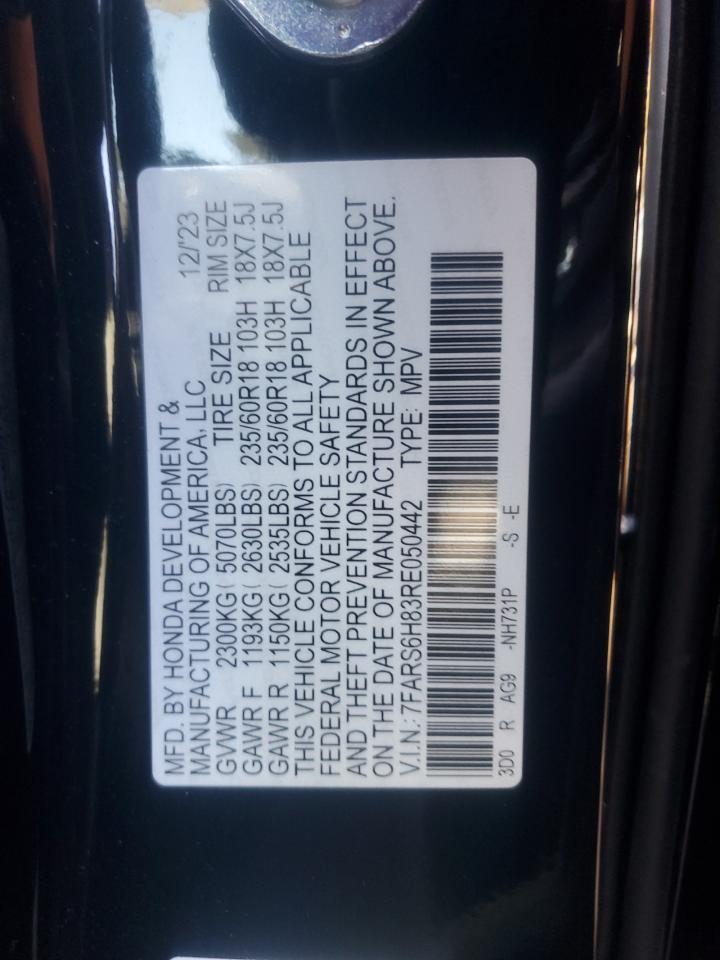 MFD. BY HONDA DEVELOPMENT &
MANUFACTURING OF AMERICA, LLC 12/'23
GVWR 2300KG ( 5070LBS) TIRE SIZE RIM SIZE
GAWR F 1193KG ( 2630LBS) 235/60R18 103H 18X7.5J
GAWR R 1150KG ( 2535LBS) 235/60R18 103H 18X7.5J
THIS VEHICLE CONFORMS TO ALL APPLICABLE
FEDERAL MOTOR VEHICLE SAFETY
AND THEFT PREVENTION STANDARDS IN EFFECT
ON THE DATE OF MANUFACTURE SHOWN ABOVE.
V.I.N.: 7FARS6H83RE050442 TYPE: MPV
3D0 R AG9 -NH731P -S -E